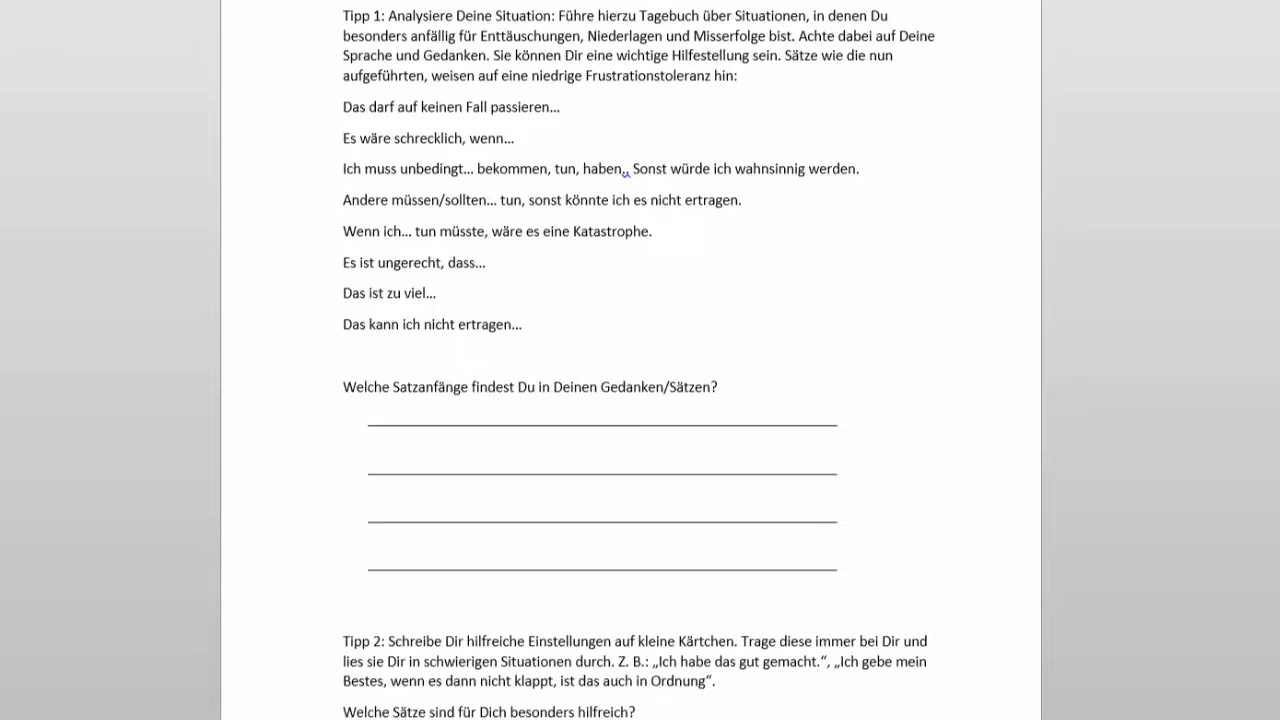 Tipp 1: Analysiere Deine Situation: Führe hierzu Tagebuch über Situationen, in denen Du
besonders anfällig für Enttäuschungen, Niederlagen und Misserfolge bist. Achte dabei auf Deine
Sprache und Gedanken. Sie können Dir eine wichtige Hilfestellung sein. Sätze wie die nun
aufgeführten, weisen auf eine niedrige Frustrationstoleranz hin:
Das darf auf keinen Fall passieren...
Es wäre schrecklich, wenn...
Ich muss unbedingt... bekommen, tun, haben,. Sonst würde ich wahnsinnig werden.
Andere müssen/sollten... tun, sonst könnte ich es nicht ertragen.
Wenn ich... tun müsste, wäre es eine Katastrophe.
Es ist ungerecht, dass...
Das ist zu viel...
Das kann ich nicht ertragen...
Welche Satzanfänge findest Du in Deinen Gedanken/Sätzen?
Tipp 2: Schreibe Dir hilfreiche Einstellungen auf kleine Kärtchen. Trage diese immer bei Dir und
lies sie Dir in schwierigen Situationen durch. Z. B.: „Ich habe das gut gemacht.“, „Ich gebe mein
Bestes, wenn es dann nicht klappt, ist das auch in Ordnung“.
Welche Sätze sind für Dich besonders hilfreich?